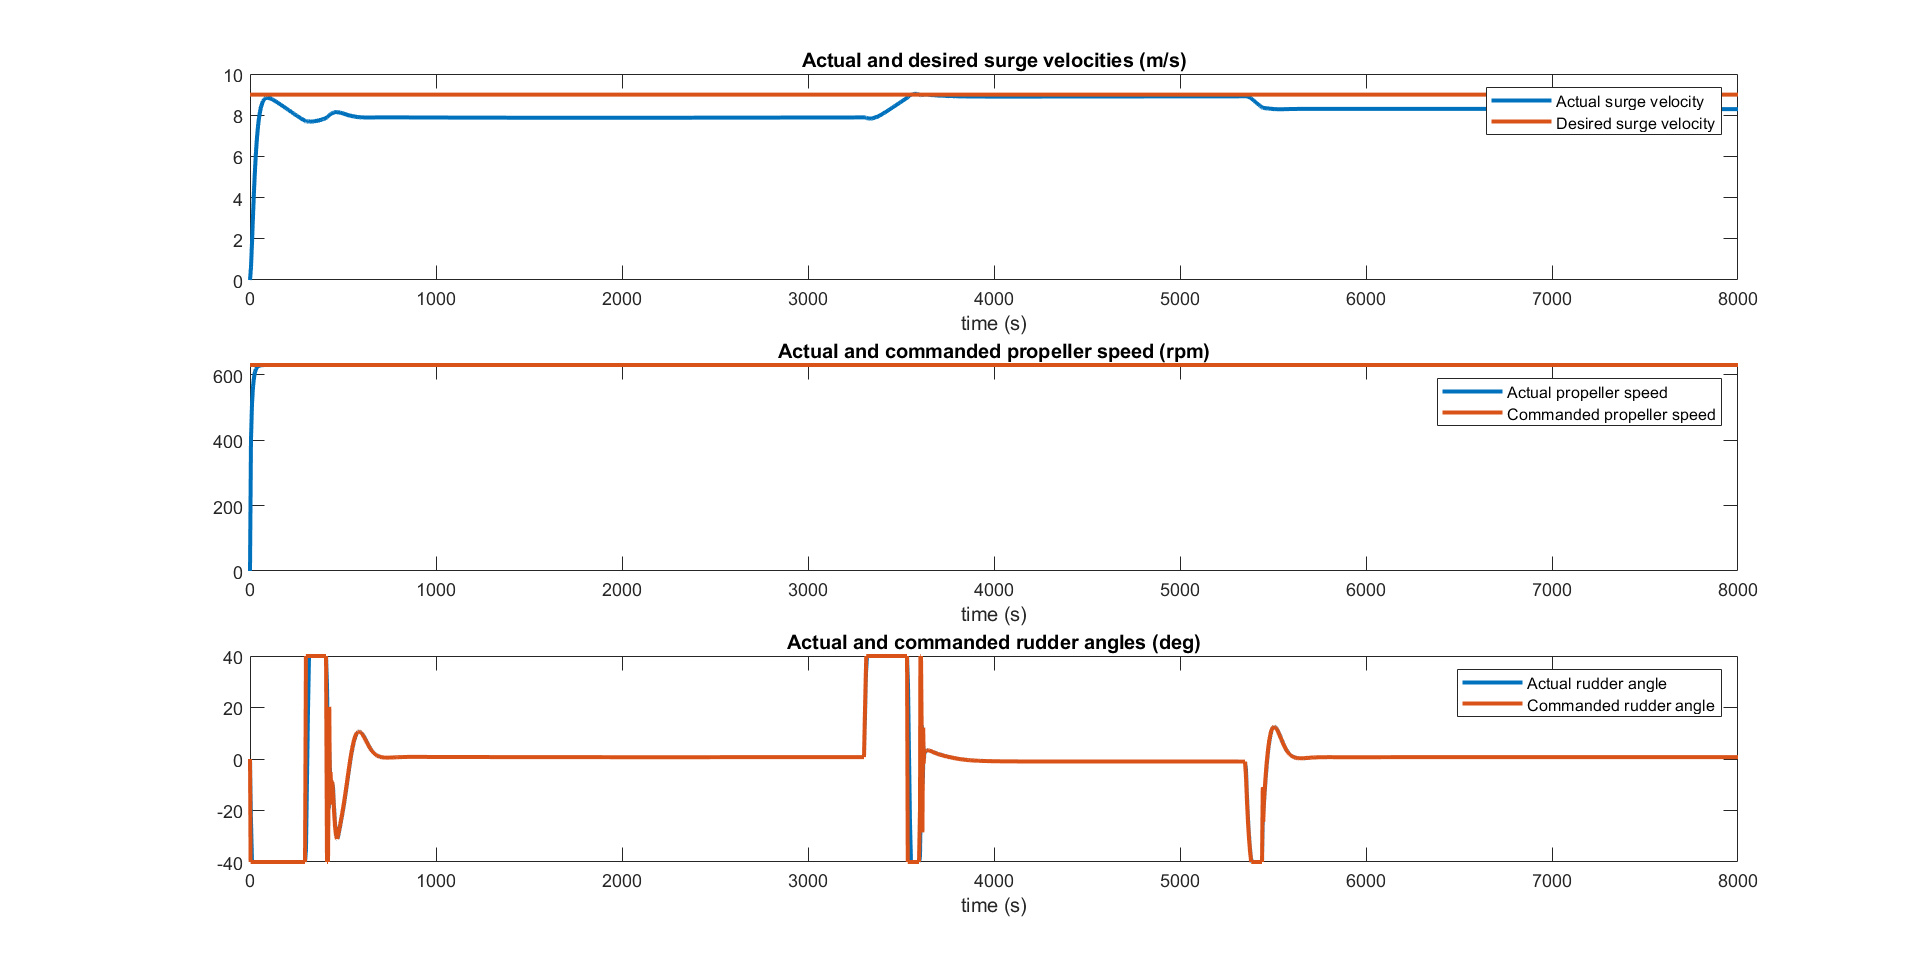 Actual and desired surge velocities (m/s)
10
8
6
4
2
0
Actual surge velocity
Desired surge velocity
0 1000 2000 3000 4000 5000 6000 7000 8000
time (s)
Actual and commanded propeller speed (rpm)
600
400
200
0
Actual propeller speed
Commanded propeller speed
0 1000 2000 3000 4000 5000 6000 7000 8000
time (s)
Actual and commanded rudder angles (deg)
40
20
0
-20
-40
Actual rudder angle
Commanded rudder angle
0 1000 2000 3000 4000 5000 6000 7000 8000
time (s)